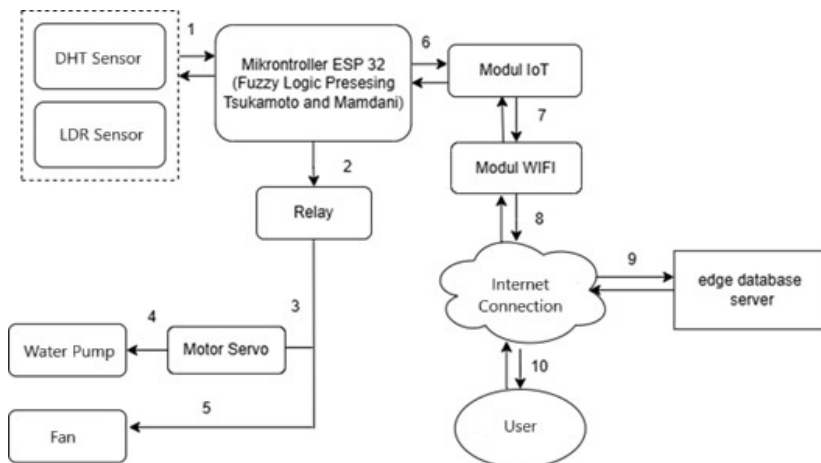 DHT Sensor
LDR Sensor
1
Mikrontroller ESP 32
(Fuzzy Logic Presesing
Tsukamoto and Mamdani)
6
Modul IoT
7
Modul WIFI
2
Relay
8
Internet
Connection
9
edge database
server
3
4
Water Pump
Motor Servo
5
Fan
10
User